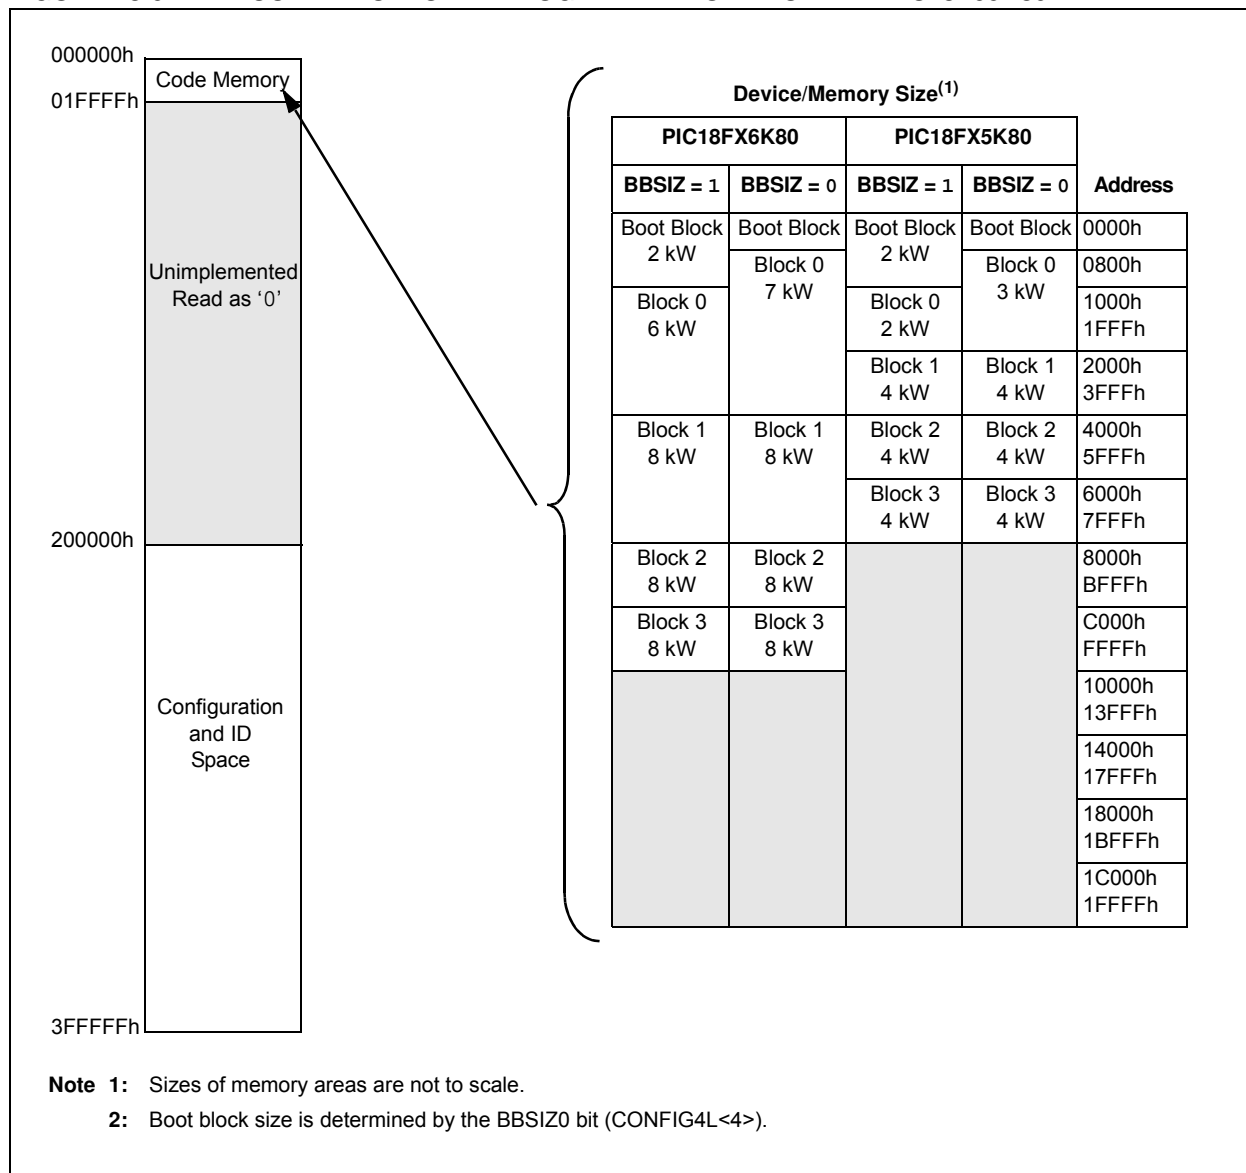 000000h
Code Memory
01FFFFh
Unimplemented
Read as ‘0’
200000h
Configuration
and ID
Space
3FFFFFh
Device/Memory Size(1)
PIC18FX6K80 PIC18FX5K80
BBSIZ = 1 BBSIZ = 0 BBSIZ = 1 BBSIZ = 0 Address
Boot Block Boot Block Boot Block Boot Block 0000h
2 kW 2 kW
Block 0 Block 0 0800h
7 kW 3 kW
Block 0 Block 0 1000h
6 kW 2 kW 1FFFh
Block 1 Block 1 2000h
4 kW 4 kW 3FFFh
Block 1 Block 1 Block 2 Block 2 4000h
8 kW 8 kW 4 kW 4 kW 5FFFh
Block 3 Block 3 6000h
4 kW 4 kW 7FFFh
Block 2 Block 2 8000h
8 kW 8 kW BFFFh
Block 3 Block 3 C000h
8 kW 8 kW FFFFh
10000h
13FFFh
14000h
17FFFh
18000h
1BFFFh
1C000h
1FFFFh
Note 1: Sizes of memory areas are not to scale.
2: Boot block size is determined by the BBSIZ0 bit (CONFIG4L<4>).